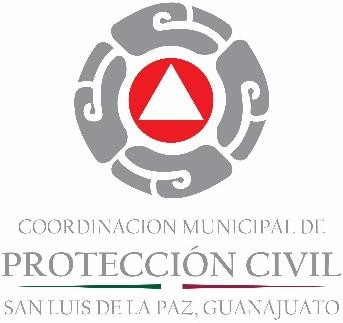 COORDINACION MUNICIPAL DE
PROTECCIÓN CIVIL
SAN LUIS DE LA PAZ, GUANAJUATO